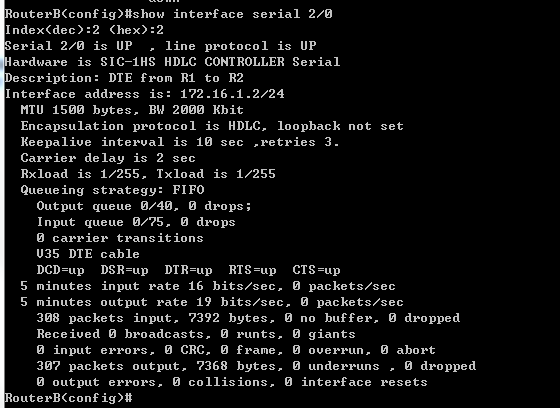 RouterB(config)#show interface serial 2/0
Index(dec):2 (hex):2
Serial 2/0 is UP  , line protocol is UP
Hardware is SIC-1HS HDLC CONTROLLER Serial
Description: DTE from R1 to R2
Interface address is: 172.16.1.2/24
  MTU 1500 bytes, BW 2000 Kbit
  Encapsulation protocol is HDLC, loopback not set
  Keepalive interval is 10 sec ,retries 3.
  Carrier delay is 2 sec
  Rxload is 1/255, Txload is 1/255
  Queueing strategy: FIFO
    Output queue 0/40, 0 drops;
    Input queue 0/75, 0 drops
    0 carrier transitions
    V35 DTE cable
    DCD=up  DSR=up  DTR=up  RTS=up  CTS=up
  5 minutes input rate 16 bits/sec, 0 packets/sec
  5 minutes output rate 19 bits/sec, 0 packets/sec
    308 packets input, 7392 bytes, 0 no buffer, 0 dropped
    Received 0 broadcasts, 0 runts, 0 giants
    0 input errors, 0 CRC, 0 frame, 0 overrun, 0 abort
    307 packets output, 7368 bytes, 0 underruns , 0 dropped
    0 output errors, 0 collisions, 0 interface resets
RouterB(config)#